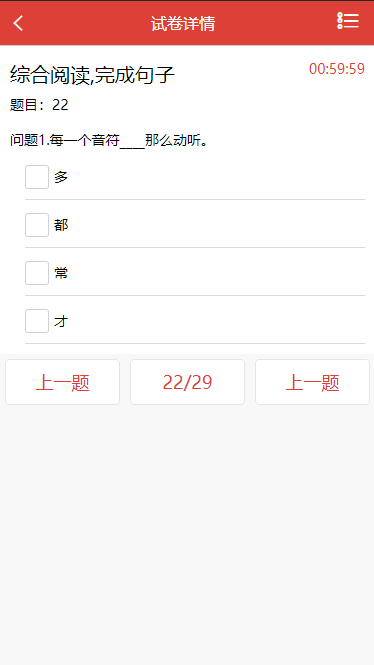 试卷详情
综合阅读,完成句子
00:59:59
题目：22
问题1.每一个音符____那么动听。
多
都
常
才
上一题
22/29
上一题